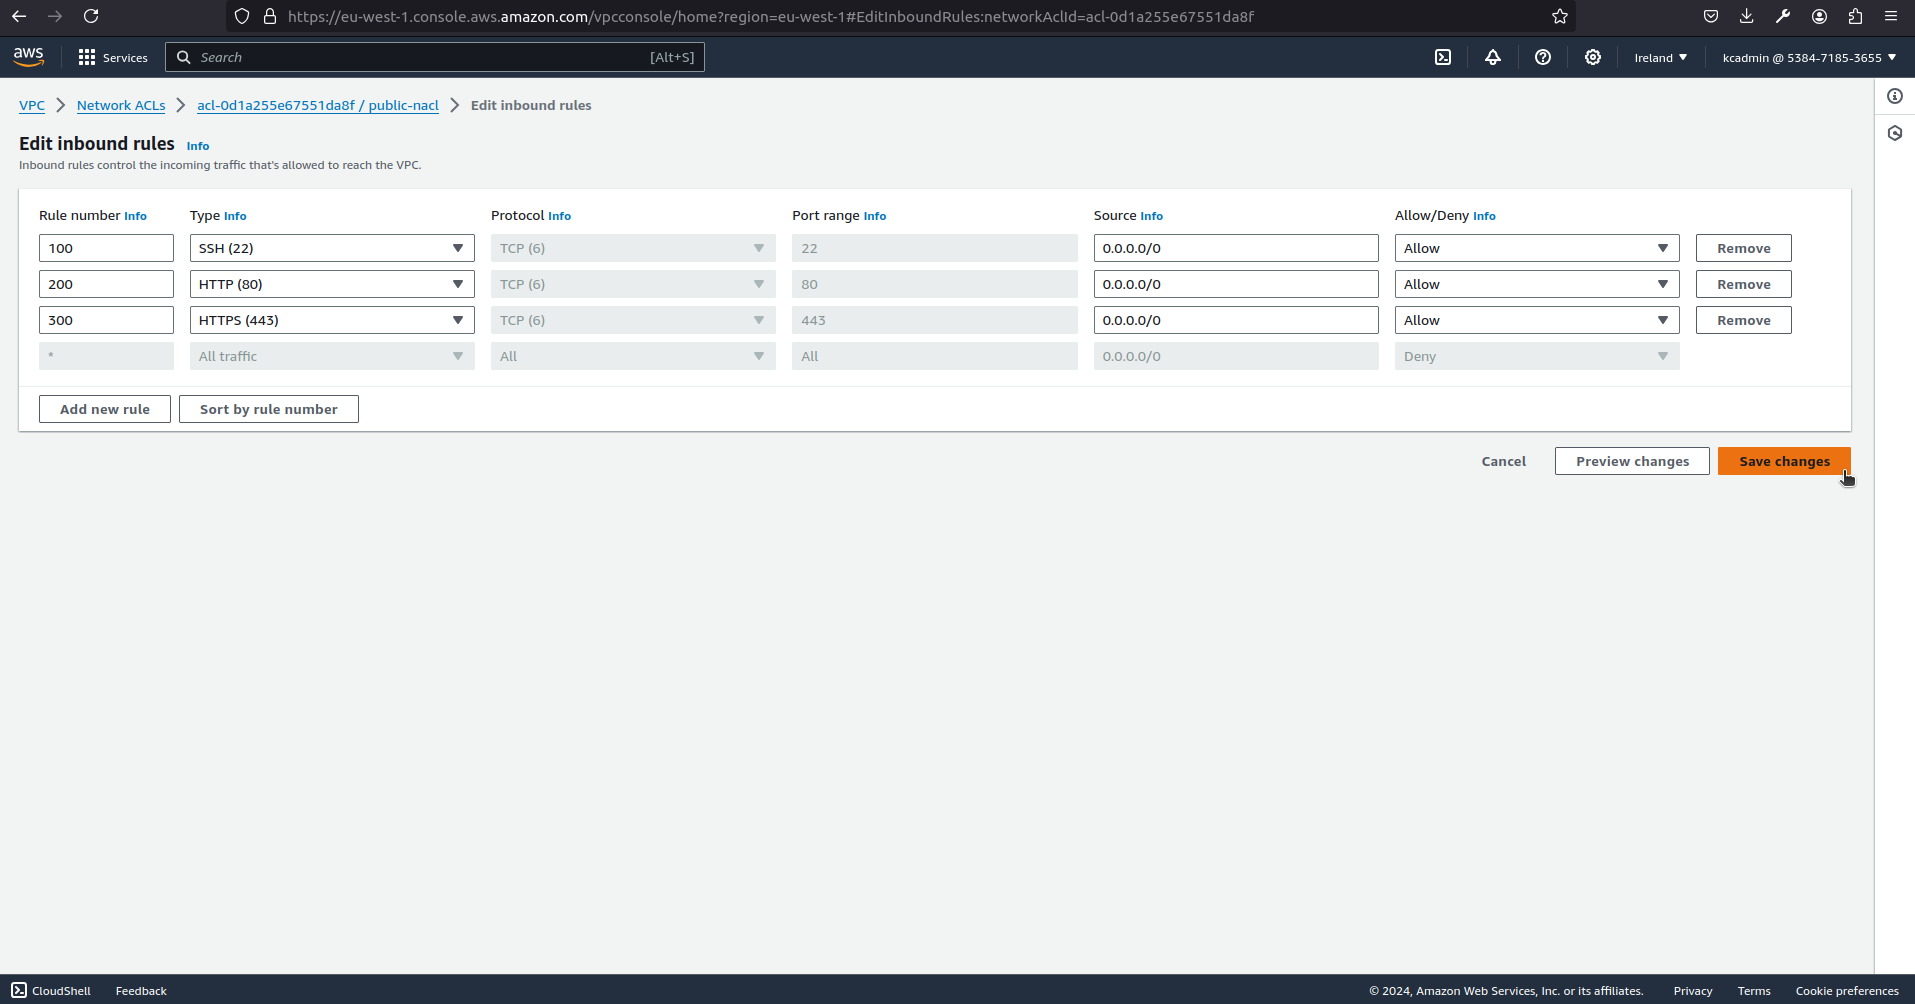 https://eu-west-1.console.aws.amazon.com/vpcconsole/home?region=eu-west-1#EditInboundRules:networkAclId=acl-0d1a255e67551da8f
aws Services Search [Alt+S] Ireland kcadmin @ 5384-7185-3655
VPC Network ACLs acl-0d1a255e67551da8f / public-nacl Edit inbound rules
Edit inbound rules Info
Inbound rules control the incoming traffic that's allowed to reach the VPC.
Rule number Info Type Info Protocol Info Port range Info Source Info Allow/Deny Info
100 SSH (22) TCP (6) 22 0.0.0.0/0 Allow Remove
200 HTTP (80) TCP (6) 80 0.0.0.0/0 Allow Remove
300 HTTPS (443) TCP (6) 443 0.0.0.0/0 Allow Remove
* All traffic All All 0.0.0.0/0 Deny
Add new rule Sort by rule number
Cancel Preview changes Save changes
CloudShell Feedback © 2024, Amazon Web Services, Inc. or its affiliates. Privacy Terms Cookie preferences